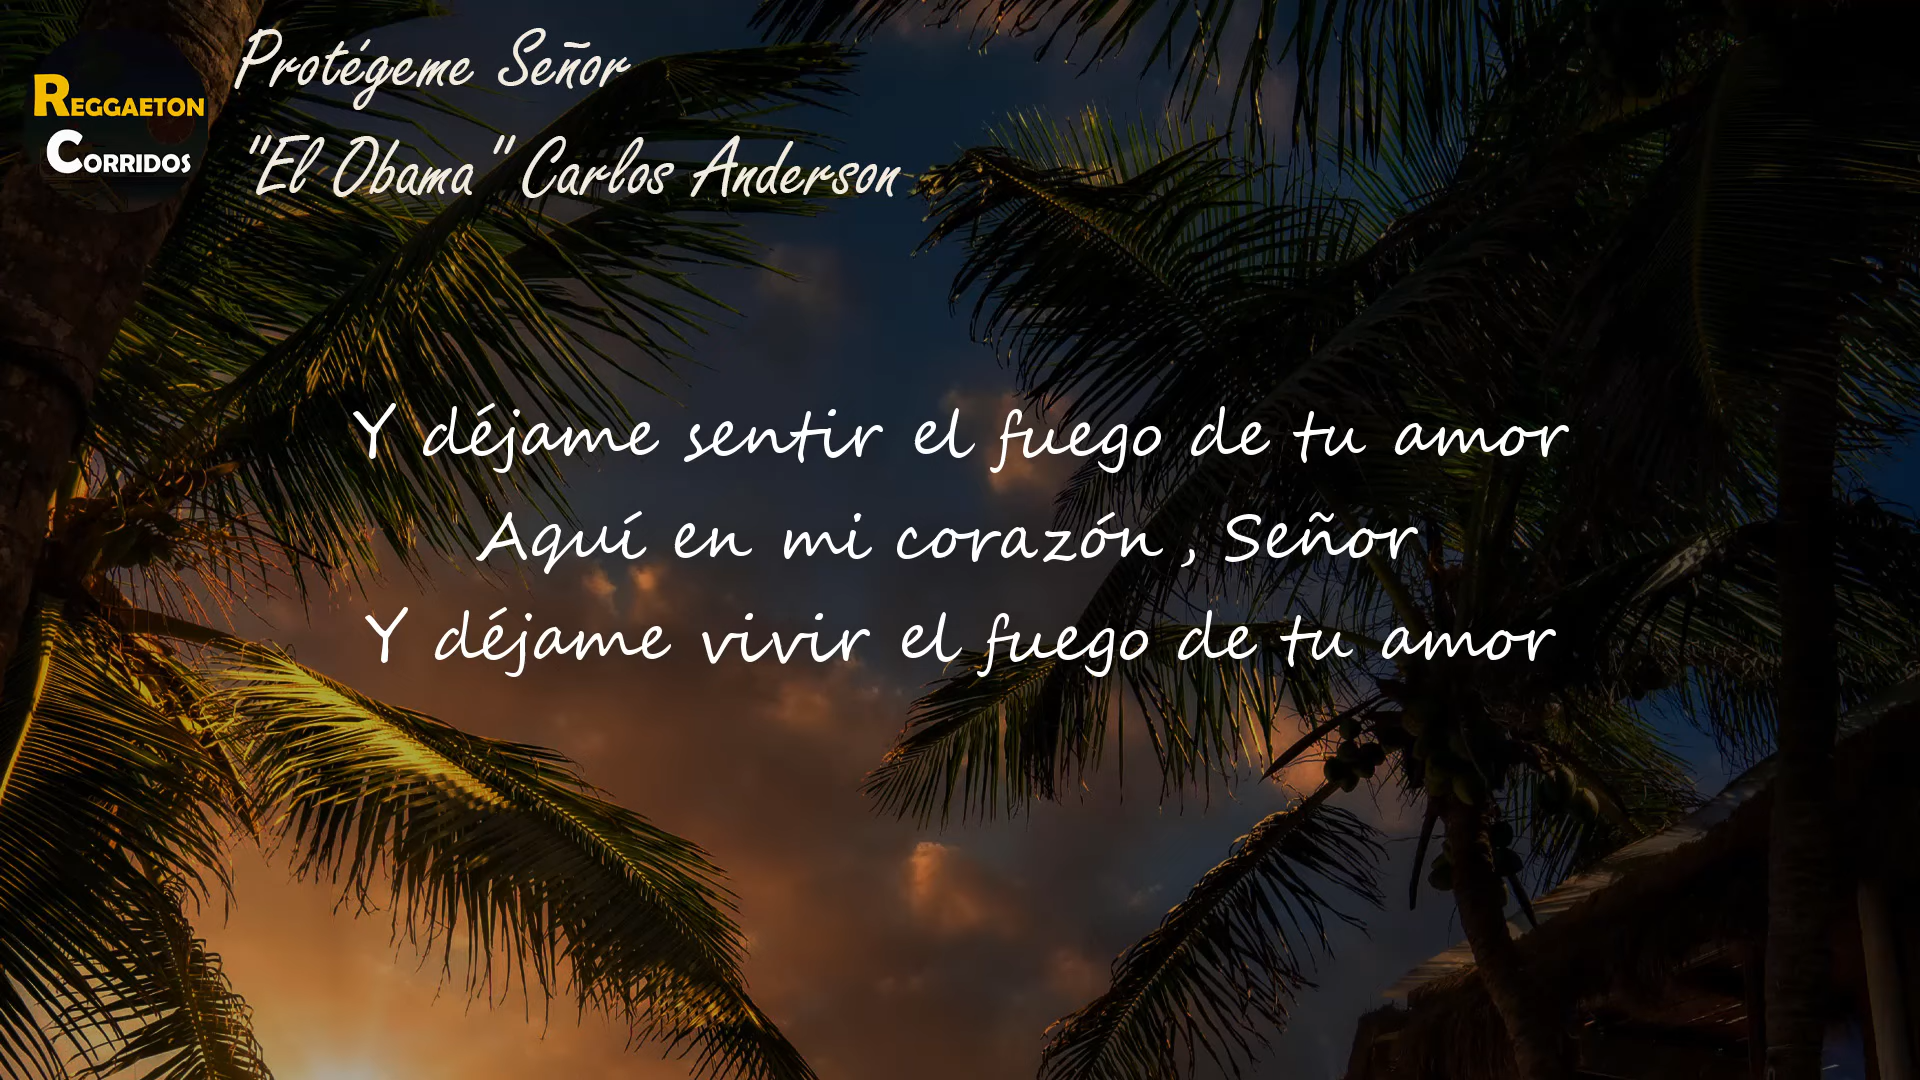 Protégeme Señor
"El Obama" Carlos Anderson
REGGAETON
CORRIDOS
Y déjame sentir el fuego de tu amor
Aquí en mi corazón , Señor
Y déjame vivir el fuego de tu amor